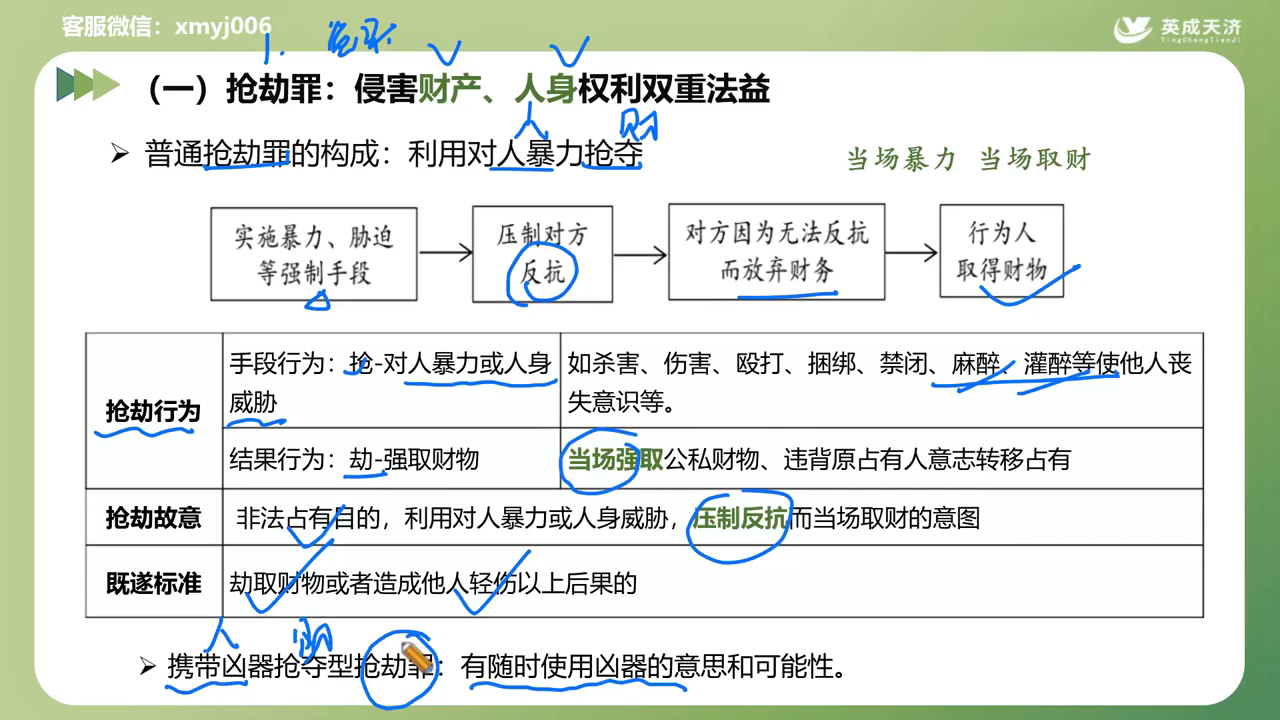 客服微信：xmyj006
英成天济
YingChengTianJi
1.
（一）抢劫罪：侵害财产、人身权利双重法益
人 财
普通抢劫罪的构成：利用对人暴力抢夺
当场暴力 当场取财
实施暴力、胁迫
等强制手段
压制对方
反抗
对方因为无法反抗
而放弃财务
行为人
取得财物
抢劫行为
手段行为：抢-对人暴力或人身
威胁
如杀害、伤害、殴打、捆绑、禁闭、麻醉、灌醉等使他人丧
失意识等。
结果行为：劫-强取财物
当场强取公私财物、违背原占有人意志转移占有
抢劫故意
非法占有目的，利用对人暴力或人身威胁，压制反抗而当场取财的意图
既遂标准
劫取财物或者造成他人轻伤以上后果的
人
携带凶器抢夺型抢劫罪：有随时使用凶器的意思和可能性。